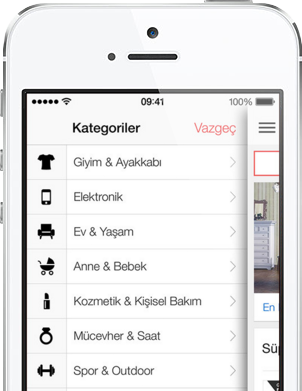 09:41 100%
Kategoriler Vazgeç
Giyim & Ayakkabı
Elektronik
Ev & Yaşam
Anne & Bebek
Kozmetik & Kişisel Bakım
Mücevher & Saat
Spor & Outdoor
En
Süp